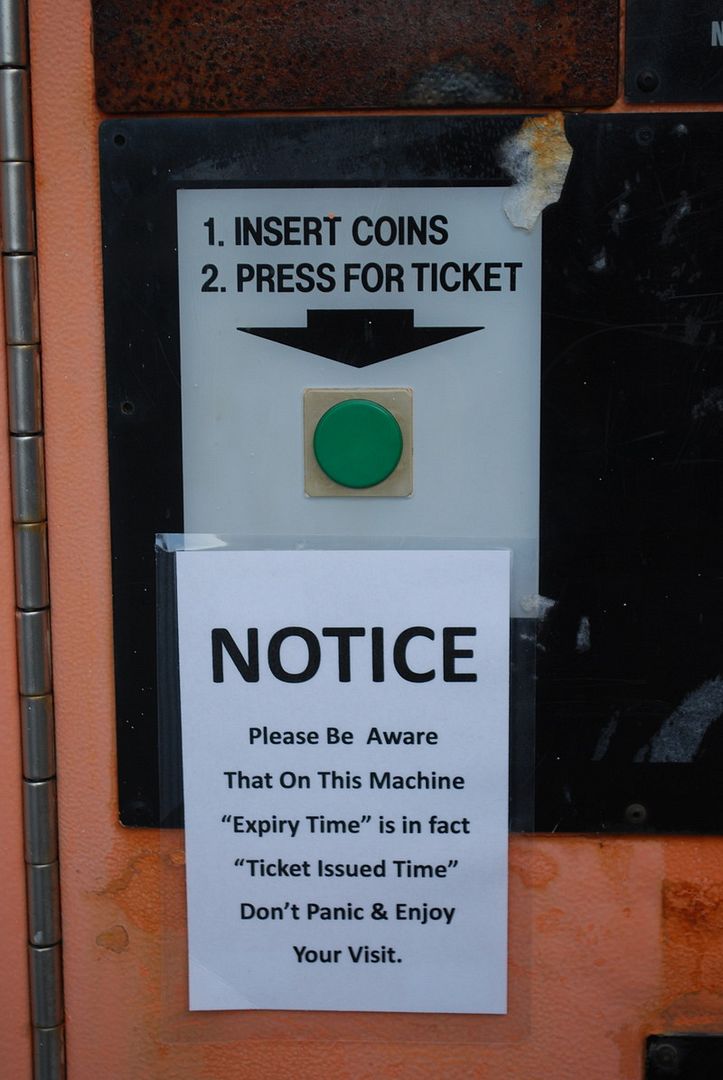 N
1. INSERT COINS
2. PRESS FOR TICKET
NOTICE
Please Be Aware
That On This Machine
“Expiry Time” is in fact
“Ticket Issued Time”
Don’t Panic & Enjoy
Your Visit.